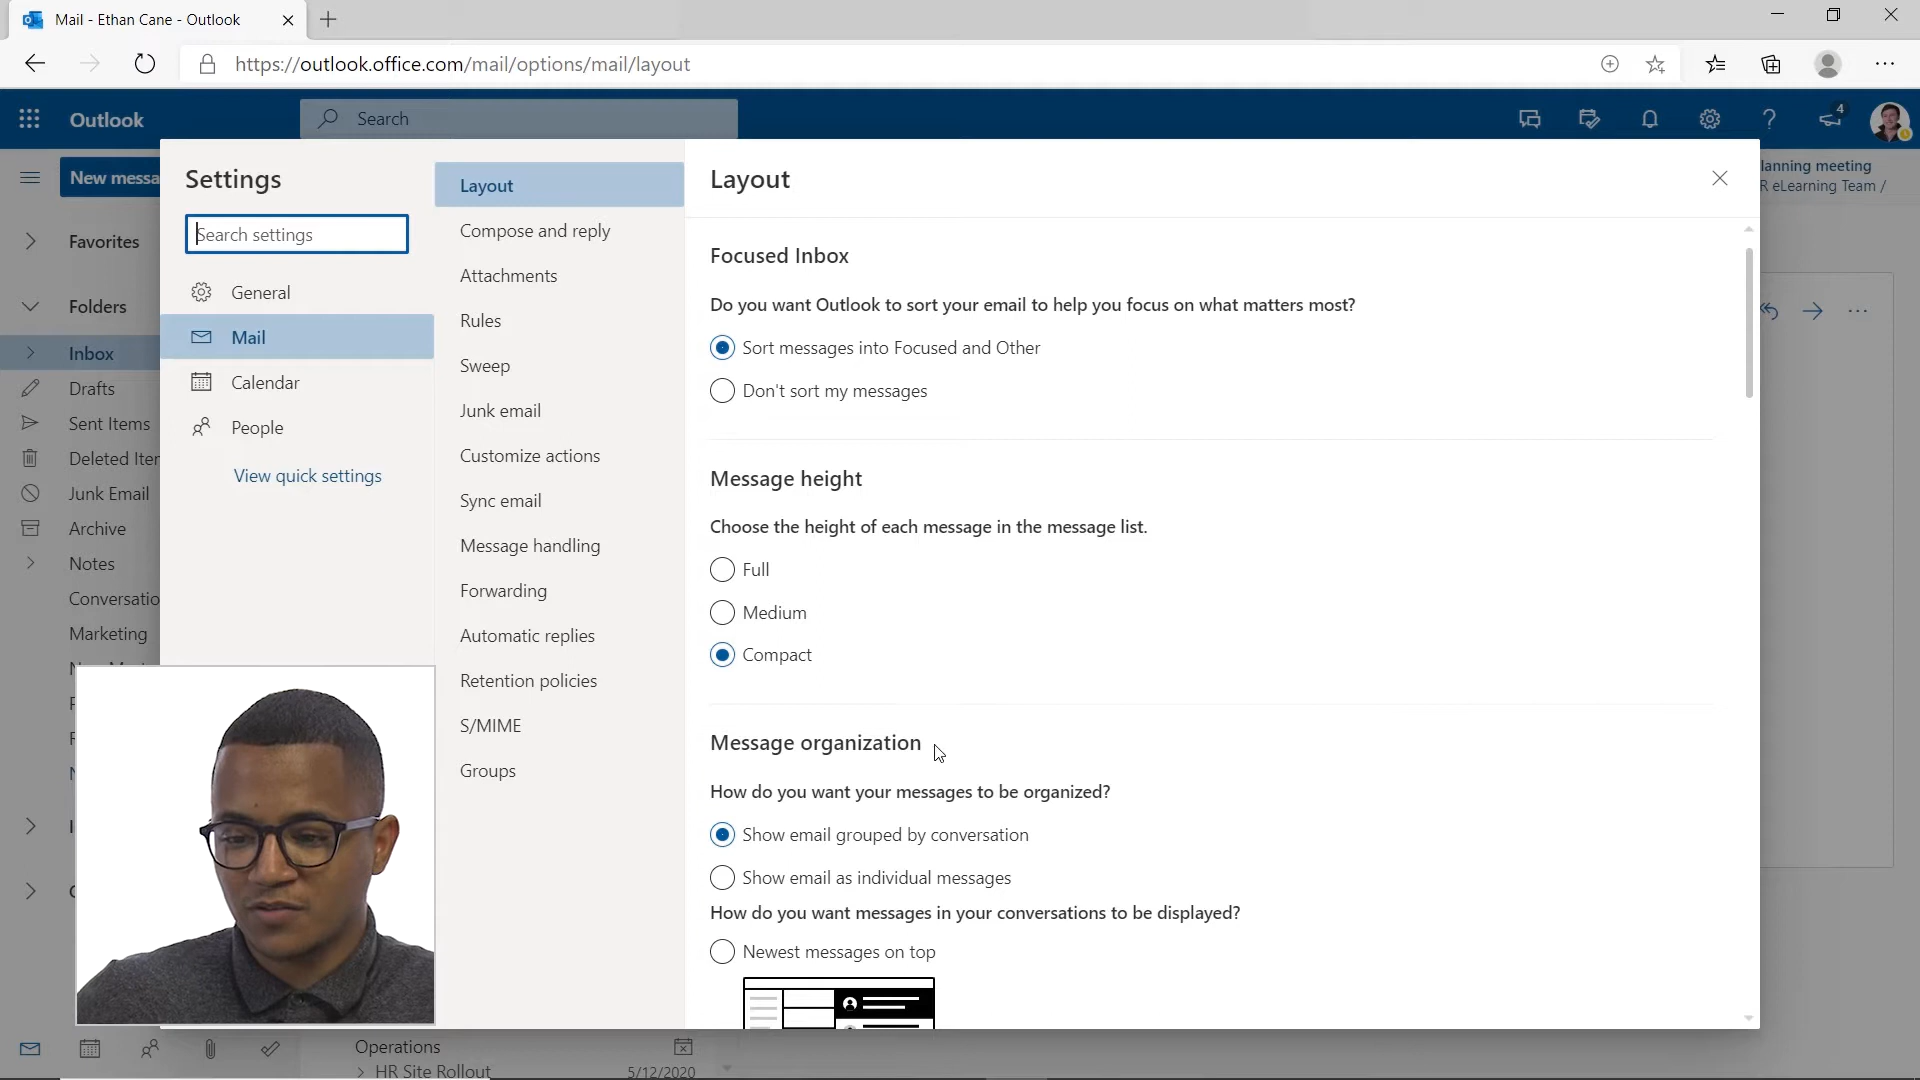 Mail - Ethan Cane - Outlook
https://outlook.office.com/mail/options/mail/layout
Outlook
Search
4
New messa
Favorites
Folders
Inbox
Drafts
Sent Items
Deleted Iter
Junk Email
Archive
Notes
Conversatio
Marketing
Settings
Search settings
General
Mail
Calendar
People
View quick settings
Layout
Compose and reply
Attachments
Rules
Sweep
Junk email
Customize actions
Sync email
Message handling
Forwarding
Automatic replies
Retention policies
S/MIME
Groups
Layout
Focused Inbox
Do you want Outlook to sort your email to help you focus on what matters most?
Sort messages into Focused and Other
Don't sort my messages
Message height
Choose the height of each message in the message list.
Full
Medium
Compact
Message organization
How do you want your messages to be organized?
Show email grouped by conversation
Show email as individual messages
How do you want messages in your conversations to be displayed?
Newest messages on top
lanning meeting
R eLearning Team /
Operations
HR Site Rollout
5/12/2020